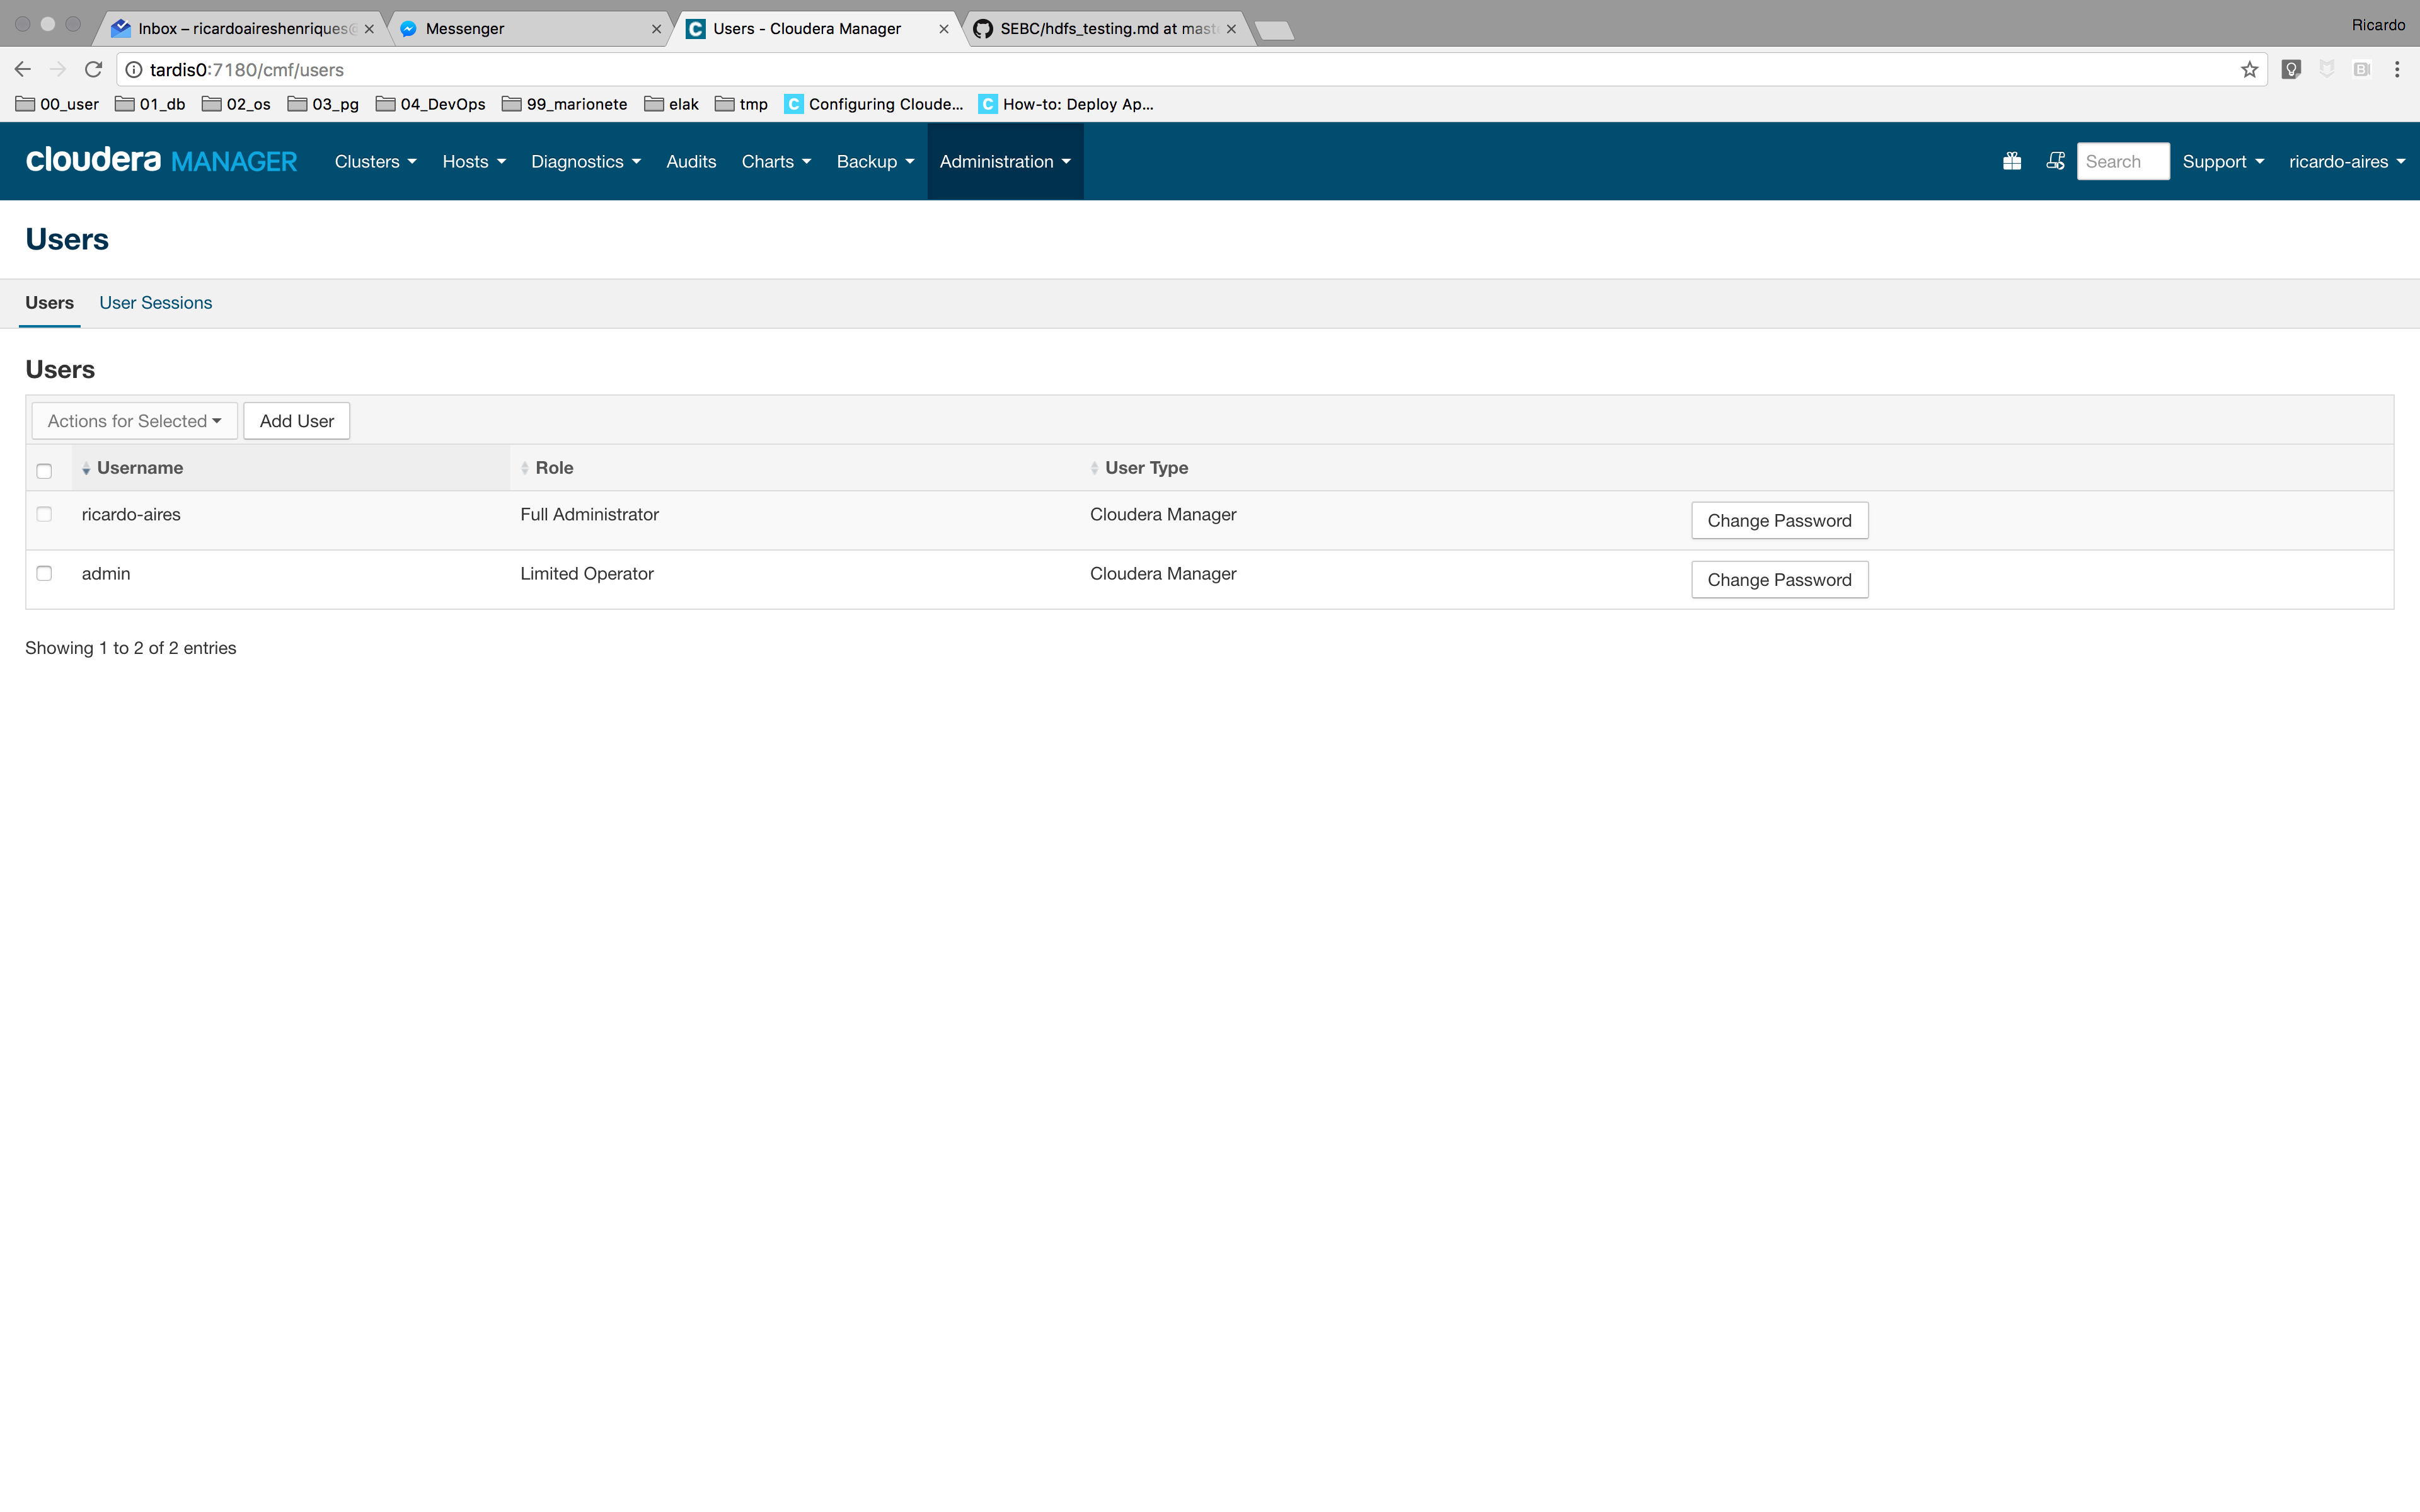 Inbox – ricardoaireshenriques@ Messenger Users - Cloudera Manager SEBC/hdfs_testing.md at mast Ricardo
tardis0:7180/cmf/users
00_user 01_db 02_os 03_pg 04_DevOps 99_marionete elak tmp C Configuring Cloude... C How-to: Deploy Ap...
cloudera MANAGER Clusters Hosts Diagnostics Audits Charts Backup Administration Search Support ricardo-aires
Users
Users User Sessions
Users
Actions for Selected Add User
Username Role User Type
ricardo-aires Full Administrator Cloudera Manager Change Password
admin Limited Operator Cloudera Manager Change Password
Showing 1 to 2 of 2 entries